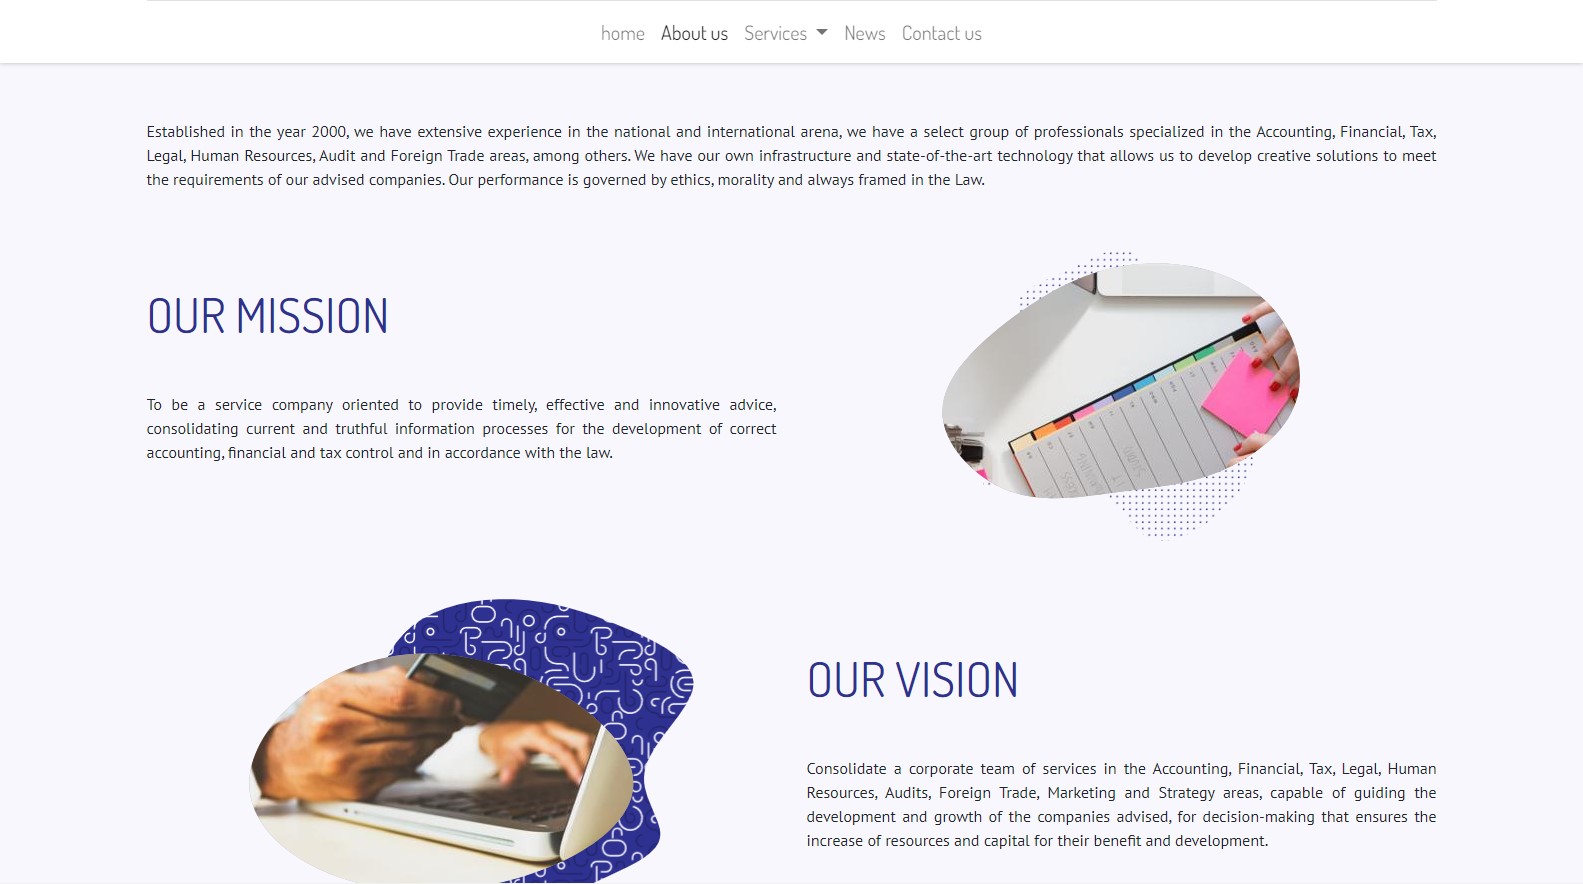 home About us Services News Contact us
Established in the year 2000, we have extensive experience in the national and international arena, we have a select group of professionals specialized in the Accounting, Financial, Tax,
Legal, Human Resources, Audit and Foreign Trade areas, among others. We have our own infrastructure and state-of-the-art technology that allows us to develop creative solutions to meet
the requirements of our advised companies. Our performance is governed by ethics, morality and always framed in the Law.
OUR MISSION
To be a service company oriented to provide timely, effective and innovative advice,
consolidating current and truthful information processes for the development of correct
accounting, financial and tax control and in accordance with the law.
OUR VISION
Consolidate a corporate team of services in the Accounting, Financial, Tax, Legal, Human
Resources, Audits, Foreign Trade, Marketing and Strategy areas, capable of guiding the
development and growth of the companies advised, for decision-making that ensures the
increase of resources and capital for their benefit and development.